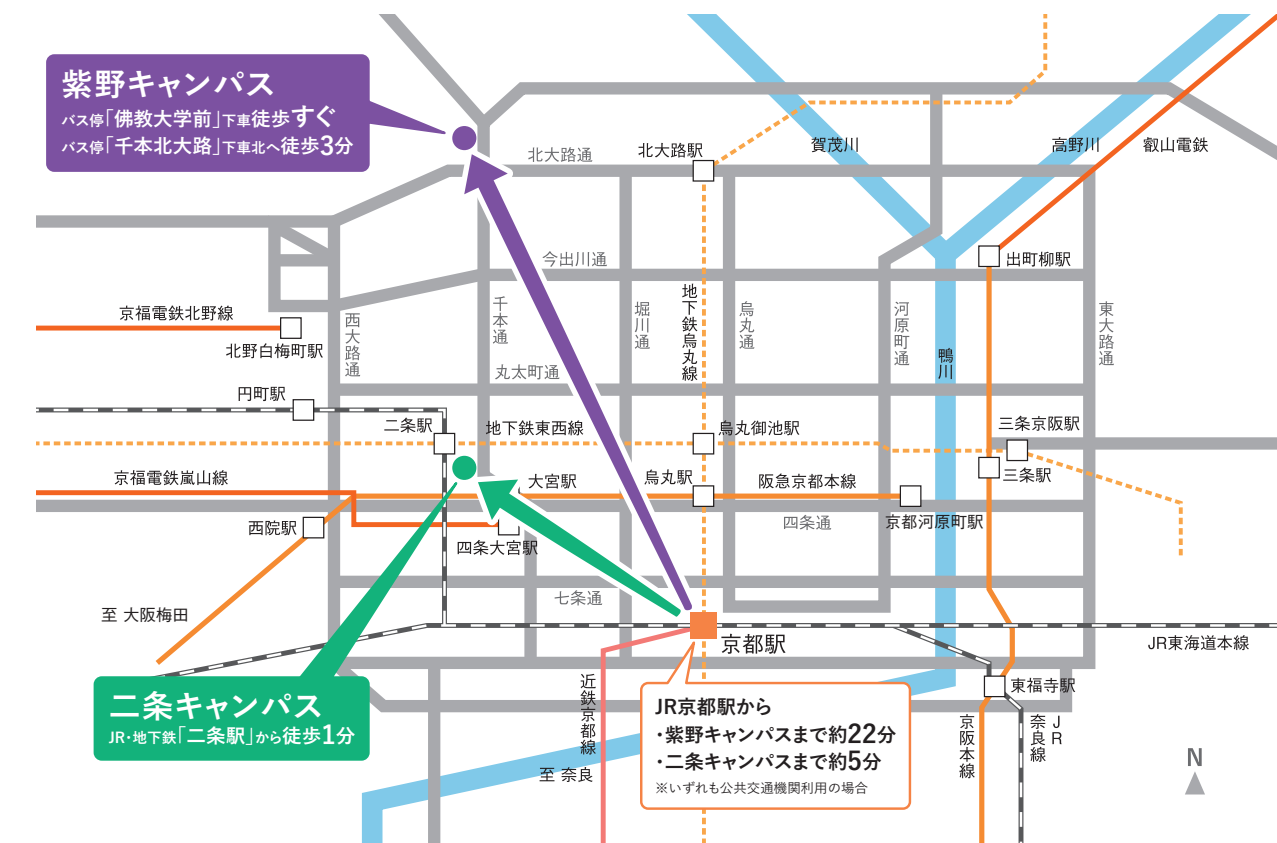 紫野キャンパス
バス停「佛教大学前」下車徒歩すぐ
バス停「千本北大路」下車北へ徒歩3分
北大路通
北大路駅
賀茂川
高野川
叡山電鉄
今出川通
出町柳駅
京福電鉄北野線
北野白梅町駅
西大路通
千本通
堀川通
地下鉄烏丸線
烏丸通
河原町通
鴨川
東大路通
丸太町通
円町駅
二条駅
地下鉄東西線
烏丸御池駅
三条京阪駅
三条駅
京福電鉄嵐山線
大宮駅
烏丸駅
阪急京都本線
京都河原町駅
四条通
西院駅
四条大宮駅
七条通
至 大阪梅田
京都駅
JR東海道本線
二条キャンパス
JR・地下鉄「二条駅」から徒歩1分
近鉄京都線
至 奈良
JR京都駅から
・紫野キャンパスまで約22分
・二条キャンパスまで約5分
※いずれも公共交通機関利用の場合
東福寺駅
京阪本線
JR
奈良線
N